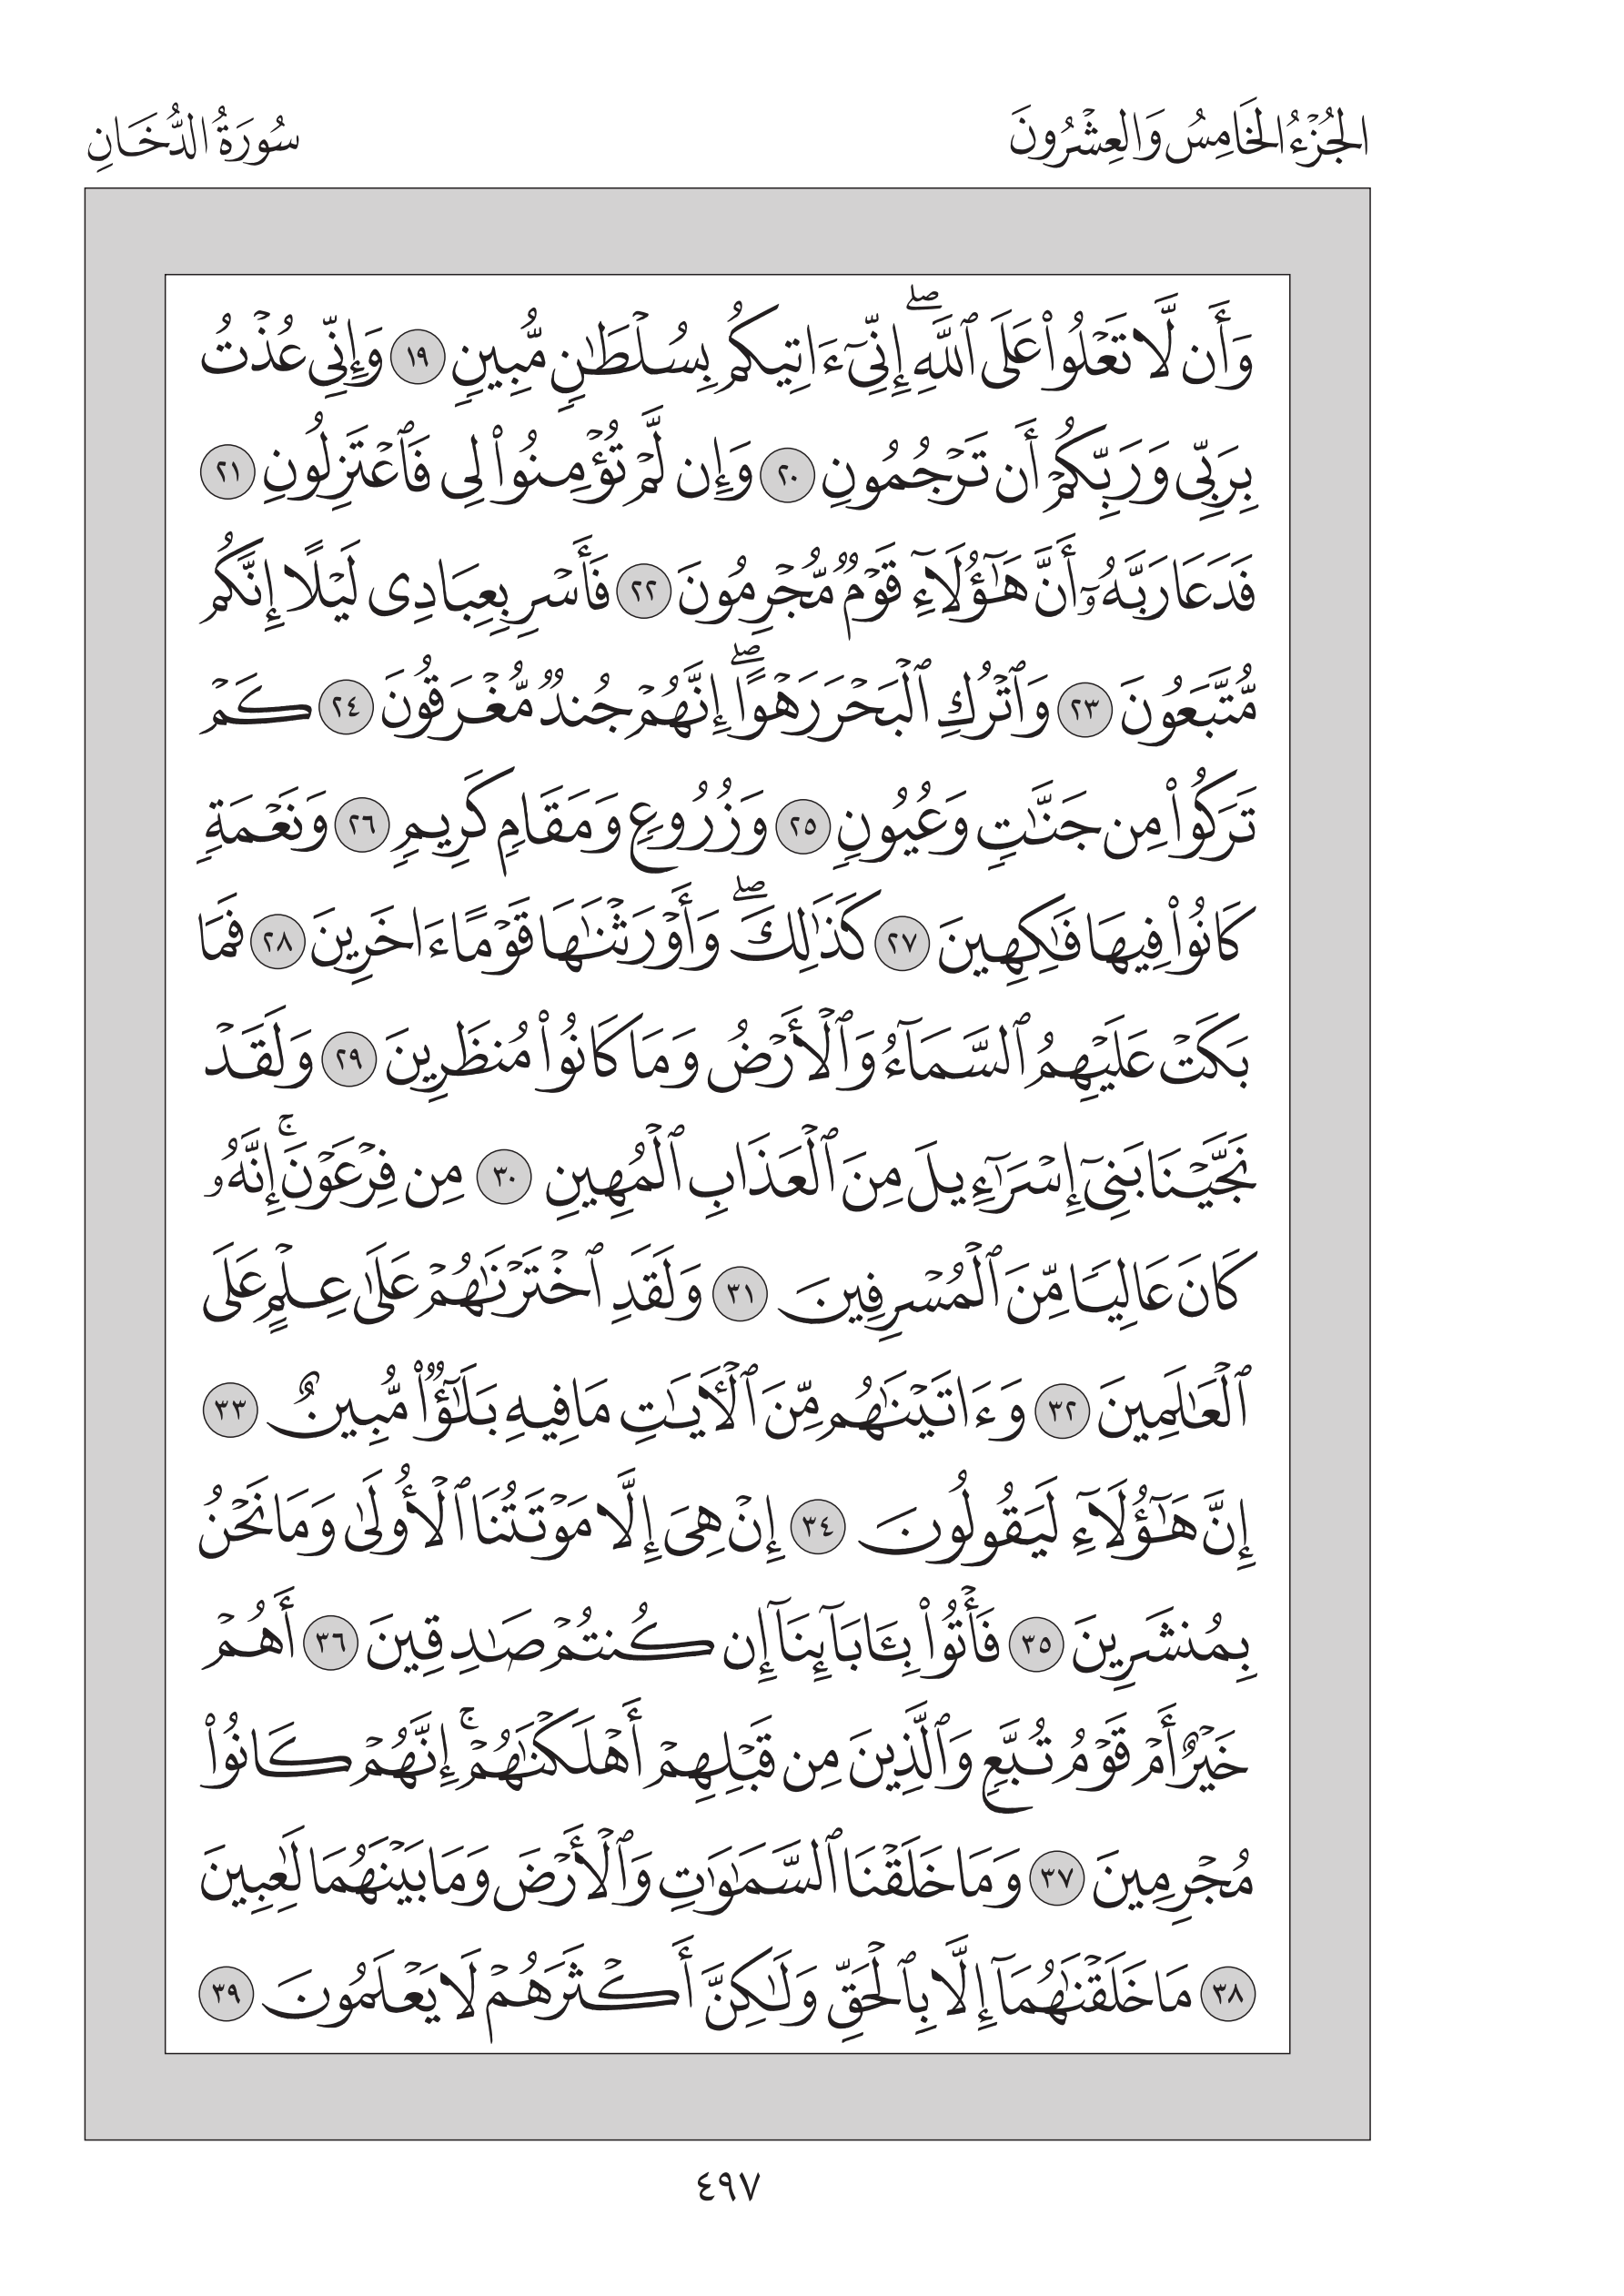 الجُزْءُ الخَامِسُ وَالعِشْرُونَ
سُورَةُ الدُّخَانِ
وَأَن لَّا تَعْلُوا۟ عَلَى ٱللَّهِ ۖ إِنِّىٓ ءَاتِيكُم بِسُلْطَـٰنٍ مُّبِينٍ ١٩ وَإِنِّى عُذْتُ
بِرَبِّى وَرَبِّكُمْ أَن تَرْجُمُونِ ٢٠ وَإِن لَّمْ تُؤْمِنُوا۟ لِى فَٱعْتَزِلُونِ ٢١
فَدَعَا رَبَّهُۥٓ أَنَّ هَـٰٓؤُلَآءِ قَوْمٌ مُّجْرِمُونَ ٢٢ فَأَسْرِ بِعِبَادِى لَيْلًا إِنَّكُم
مُّتَّبَعُونَ ٢٣ وَٱتْرُكِ ٱلْبَحْرَ رَهْوًا ۖ إِنَّهُمْ جُندٌ مُّغْرَقُونَ ٢٤ كَمْ
تَرَكُوا۟ مِن جَنَّـٰتٍ وَعُيُونٍ ٢٥ وَزُرُوعٍ وَمَقَامٍ كَرِيمٍ ٢٦ وَنَعْمَةٍ
كَانُوا۟ فِيهَا فَـٰكِهِينَ ٢٧ كَذَٰلِكَ ۖ وَأَوْرَثْنَـٰهَا قَوْمًا ءَاخَرِينَ ٢٨ فَمَا
بَكَتْ عَلَيْهِمُ ٱلسَّمَآءُ وَٱلْأَرْضُ وَمَا كَانُوا۟ مُنظَرِينَ ٢٩ وَلَقَدْ
نَجَّيْنَا بَنِىٓ إِسْرَٰٓءِيلَ مِنَ ٱلْعَذَابِ ٱلْمُهِينِ ٣٠ مِن فِرْعَوْنَ ۚ إِنَّهُۥ
كَانَ عَالِيًا مِّنَ ٱلْمُسْرِفِينَ ٣١ وَلَقَدِ ٱخْتَرْنَـٰهُمْ عَلَىٰ عِلْمٍ عَلَى
ٱلْعَـٰلَمِينَ ٣٢ وَءَاتَيْنَـٰهُم مِّنَ ٱلْـَٔايَـٰتِ مَا فِيهِ بَلَـٰٓؤٌا۟ مُّبِينٌ ٣٣
إِنَّ هَـٰٓؤُلَآءِ لَيَقُولُونَ ٣٤ إِنْ هِىَ إِلَّا مَوْتَتُنَا ٱلْأُولَىٰ وَمَا نَحْنُ
بِمُنشَرِينَ ٣٥ فَأْتُوا۟ بِـَٔابَآئِنَآ إِن كُنتُمْ صَـٰدِقِينَ ٣٦ أَهُمْ
خَيْرٌ أَمْ قَوْمُ تُبَّعٍ وَٱلَّذِينَ مِن قَبْلِهِمْ أَهْلَكْنَـٰهُمْ ۚ إِنَّهُمْ كَانُوا۟
مُجْرِمِينَ ٣٧ وَمَا خَلَقْنَا ٱلسَّمَـٰوَٰتِ وَٱلْأَرْضَ وَمَا بَيْنَهُمَا لَـٰعِبِينَ
٣٨ مَا خَلَقْنَـٰهُمَآ إِلَّا بِٱلْحَقِّ وَلَـٰكِنَّ أَكْثَرَهُمْ لَا يَعْلَمُونَ ٣٩
٤٩٧